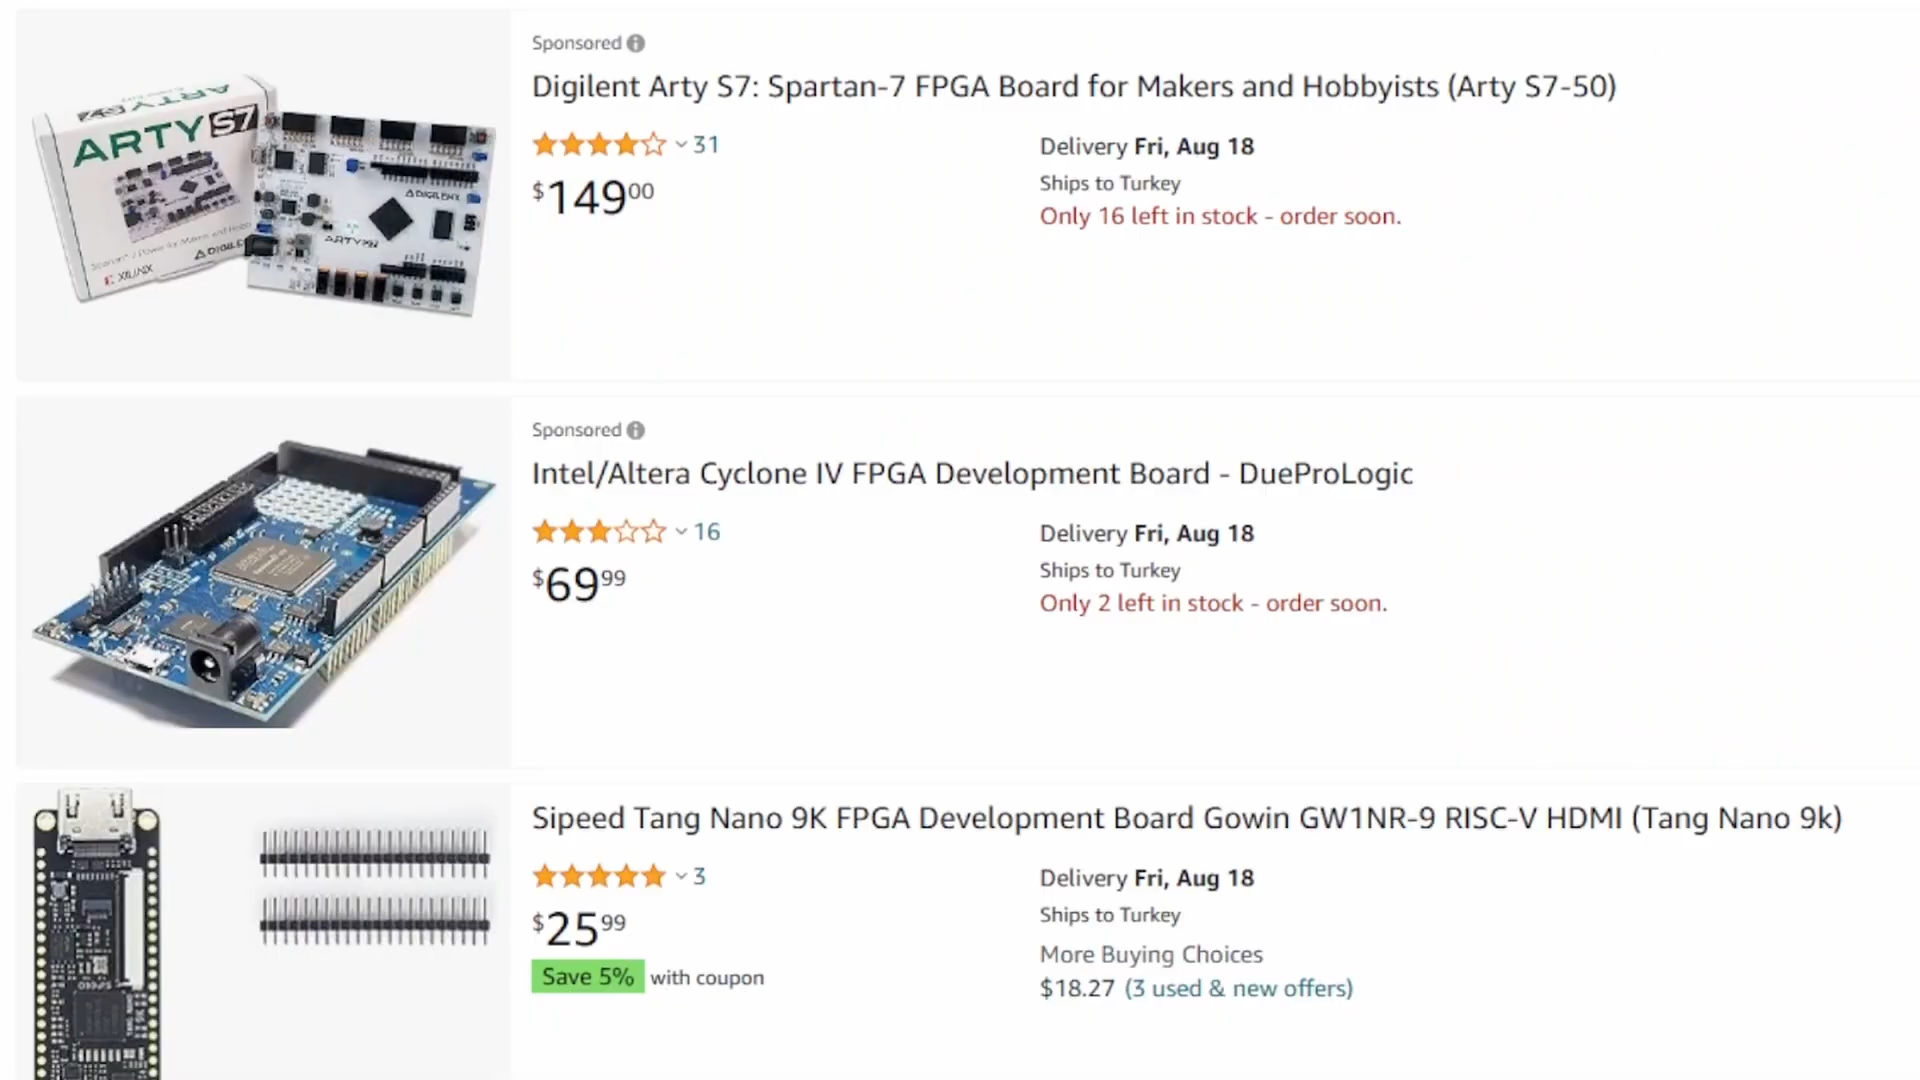 Sponsored
Digilent Arty S7: Spartan-7 FPGA Board for Makers and Hobbyists (Arty S7-50)
31
$149.00
Delivery Fri, Aug 18
Ships to Turkey
Only 16 left in stock - order soon.
ARTY S7
XILINX
DIGILENT
ARTY S7
Sponsored
Intel/Altera Cyclone IV FPGA Development Board - DueProLogic
16
$69.99
Delivery Fri, Aug 18
Ships to Turkey
Only 2 left in stock - order soon.
Sipeed Tang Nano 9K FPGA Development Board Gowin GW1NR-9 RISC-V HDMI (Tang Nano 9k)
3
$25.99
Save 5% with coupon
Delivery Fri, Aug 18
Ships to Turkey
More Buying Choices
$18.27 (3 used & new offers)